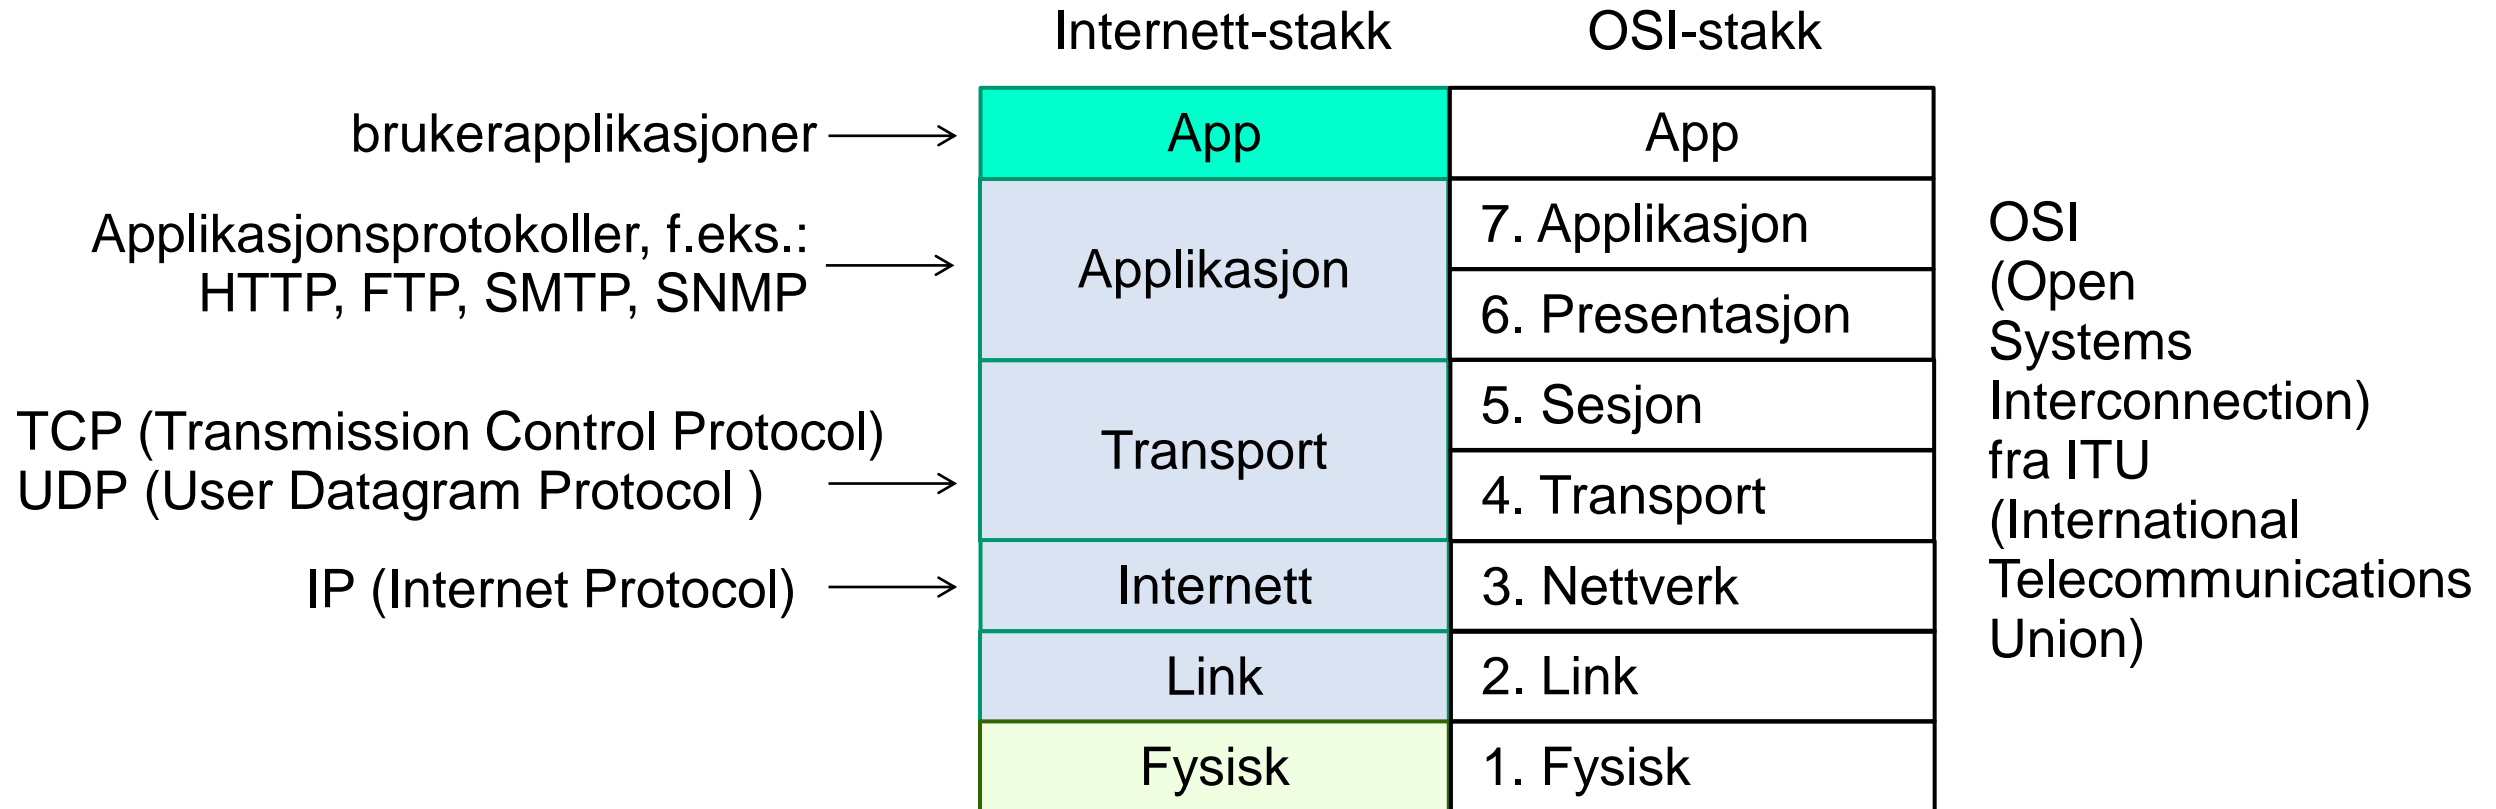 Internett-stakk
OSI-stakk
brukerapplikasjoner
Applikasjonsprotokoller, f.eks.:
HTTP, FTP, SMTP, SNMP
TCP (Transmission Control Protocol)
UDP (User Datagram Protocol )
IP (Internet Protocol)
App
Applikasjon
Transport
Internett
Link
Fysisk
App
7. Applikasjon
6. Presentasjon
5. Sesjon
4. Transport
3. Nettverk
2. Link
1. Fysisk
OSI
(Open
Systems
Interconnection)
fra ITU
(International
Telecommunications
Union)